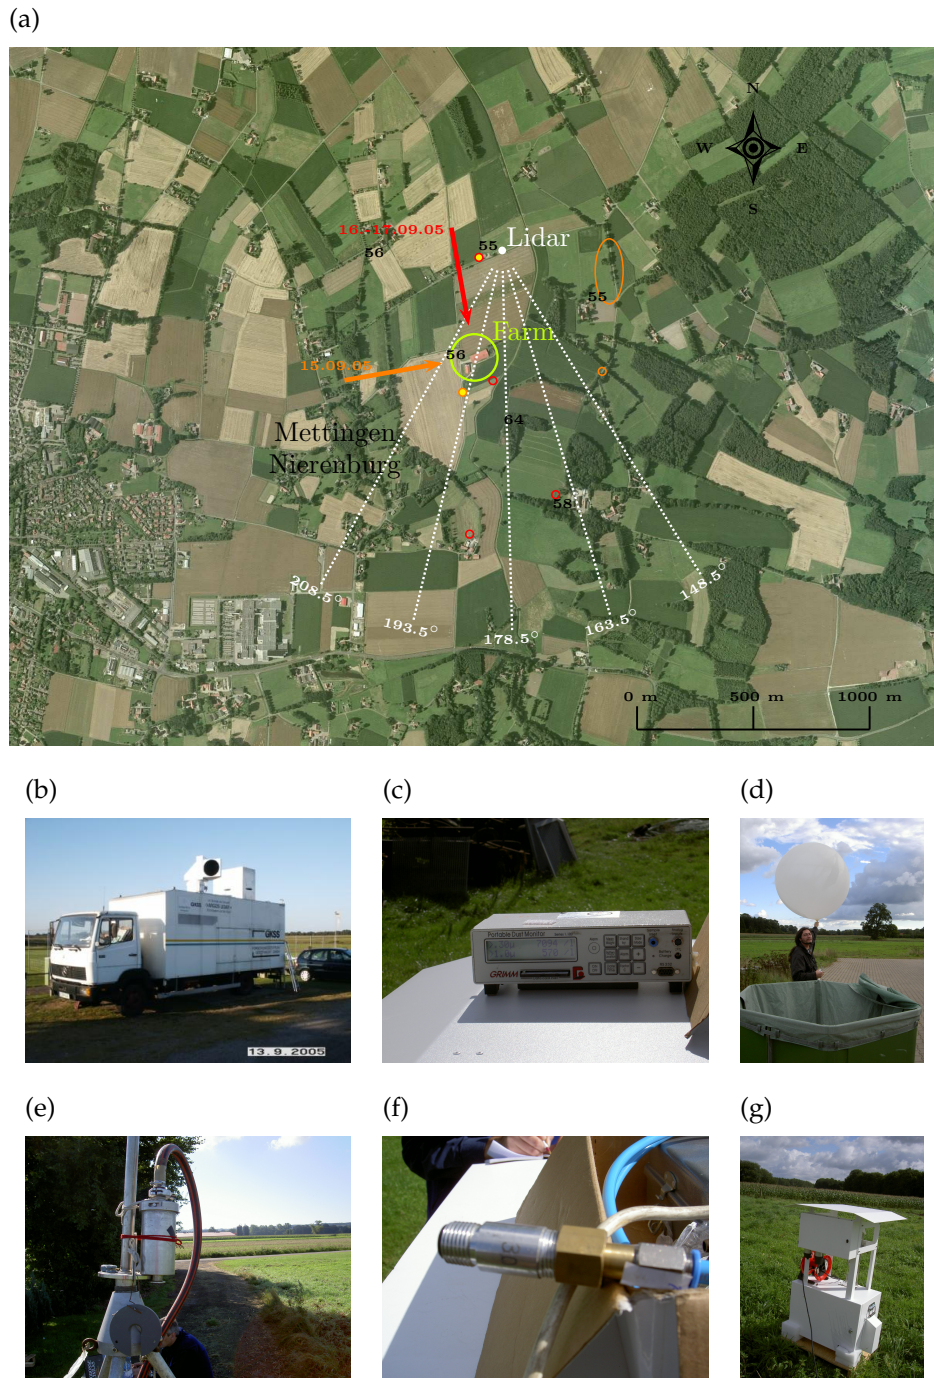 (a)
N
W
E
S
16.-17.09.05
56
55
Lidar
55
Farm
56
15.09.05
64
Mettingen
Nierenburg
58
208.5°
193.5°
178.5°
163.5°
148.5°
0 m
500 m
1000 m
(b)
(c)
(d)
GKSS
13.9.2005
Portable Dust Monitor
GRIMM
(e)
(f)
(g)
3